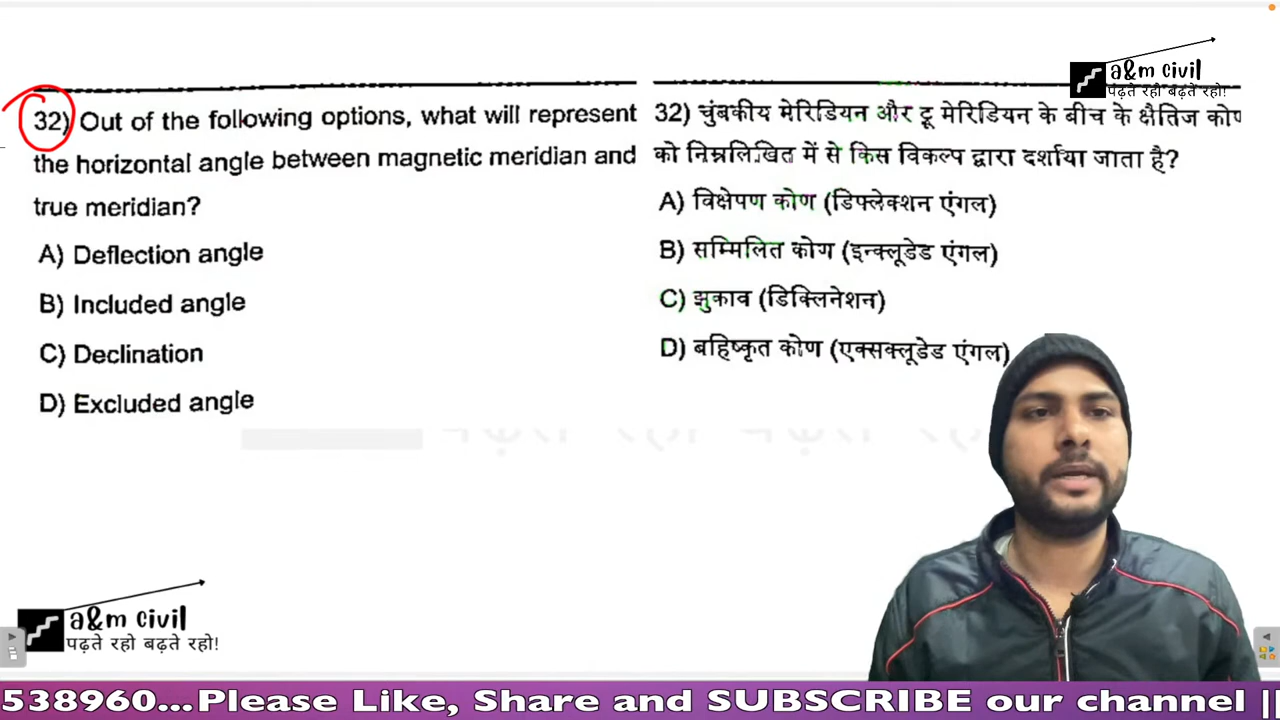 a&m civil
पढ़ते रहो बढ़ते रहो!
32) Out of the following options, what will represent
the horizontal angle between magnetic meridian and
true meridian?
A) Deflection angle
B) Included angle
C) Declination
D) Excluded angle
32) चुंबकीय मेरिडियन और ट्रू मेरिडियन के बीच के क्षैतिज कोण
को निम्नलिखित में से किस विकल्प द्वारा दर्शाया जाता है?
A) विक्षेपण कोण (डिफ्लेक्शन एंगल)
B) सम्मिलित कोण (इन्क्लूडेड एंगल)
C) झुकाव (डिक्लिनेशन)
D) बहिष्कृत कोण (एक्सक्लूडेड एंगल)
a&m civil
पढ़ते रहो बढ़ते रहो!
538960...Please Like, Share and SUBSCRIBE our channel ||